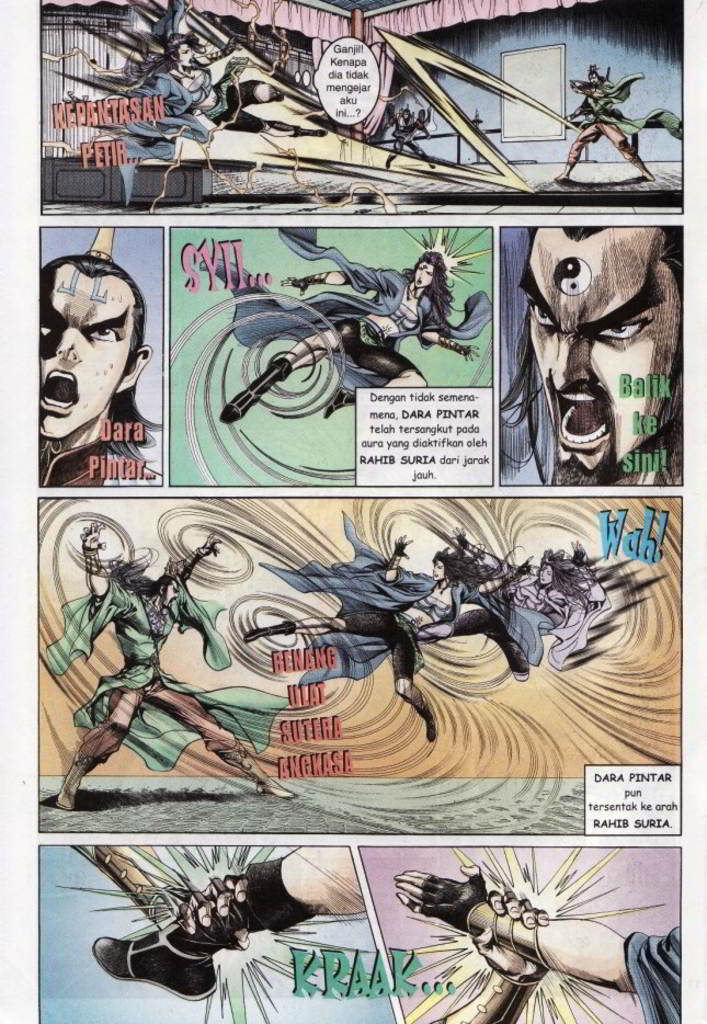 Ganjil!
Kenapa
dia tidak
mengejar
aku
ini...?
KEPANTASAN
PETIR...
SYII...
Dara
Pintar...
Dengan tidak semena-
mena, DARA PINTAR
telah tersangkut pada
aura yang diaktifkan oleh
RAHIB SURIA dari jarak
jauh.
Balik
ke
sini!
Wah!
BENANG
ULAT
SUTERA
ANGKASA
DARA PINTAR
pun
tersentak ke arah
RAHIB SURIA.
KRAAK...